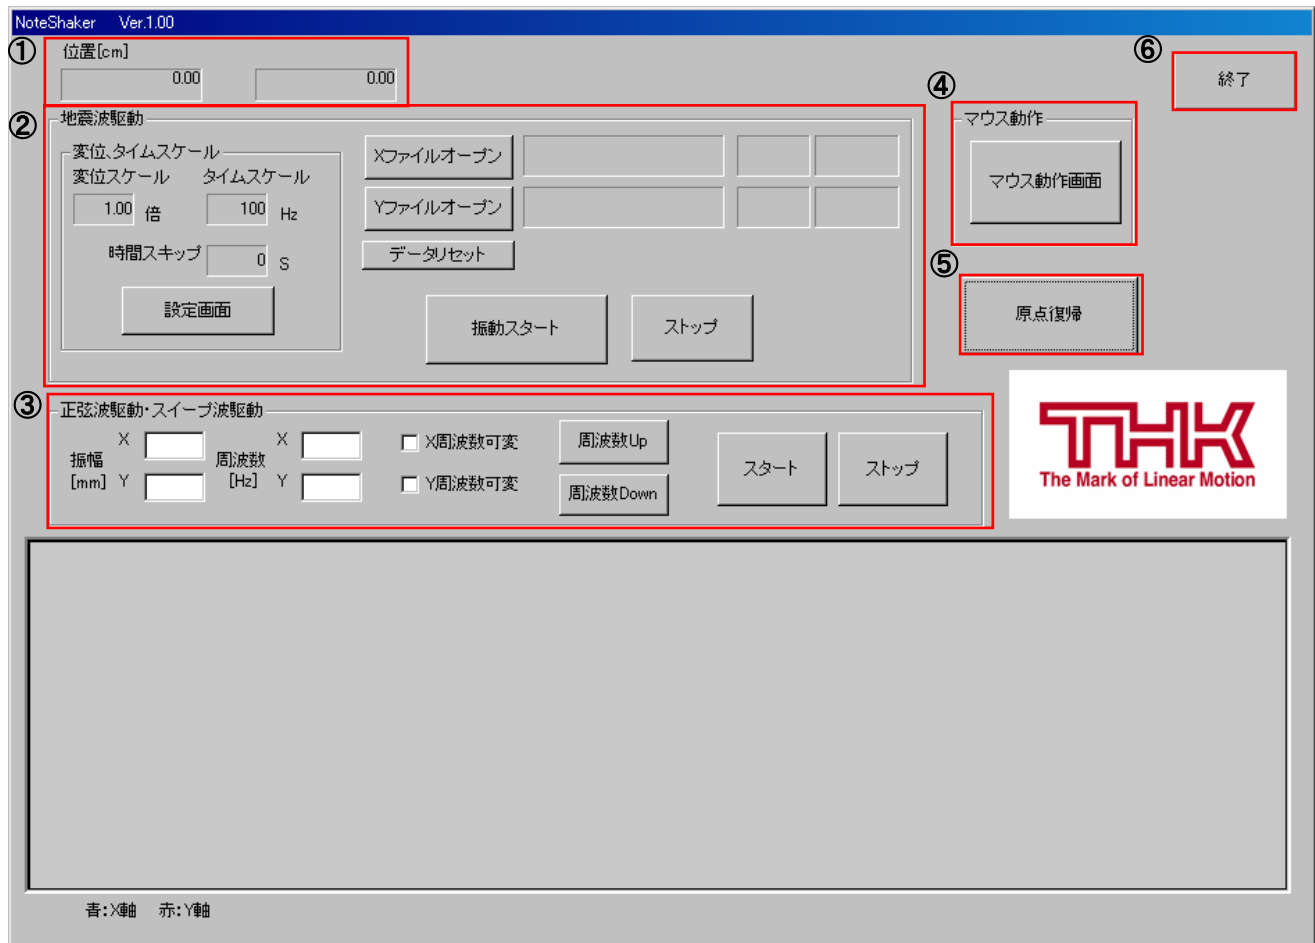 NoteShaker Ver.1.00
① 位置[cm]
0.00 0.00
⑥ 終了
② 地震波駆動
変位、タイムスケール
変位スケール タイムスケール
1.00 倍 100 Hz
時間スキップ 0 S
設定画面
Xファイルオープン
Yファイルオープン
データリセット
振動スタート ストップ
④ マウス動作
マウス動作画面
⑤ 原点復帰
③ 正弦波駆動・スイープ波駆動
振幅 [mm] X Y
周波数 [Hz] X Y
X周波数可変
Y周波数可変
周波数Up
周波数Down
スタート ストップ
THK
The Mark of Linear Motion
青:X軸 赤:Y軸